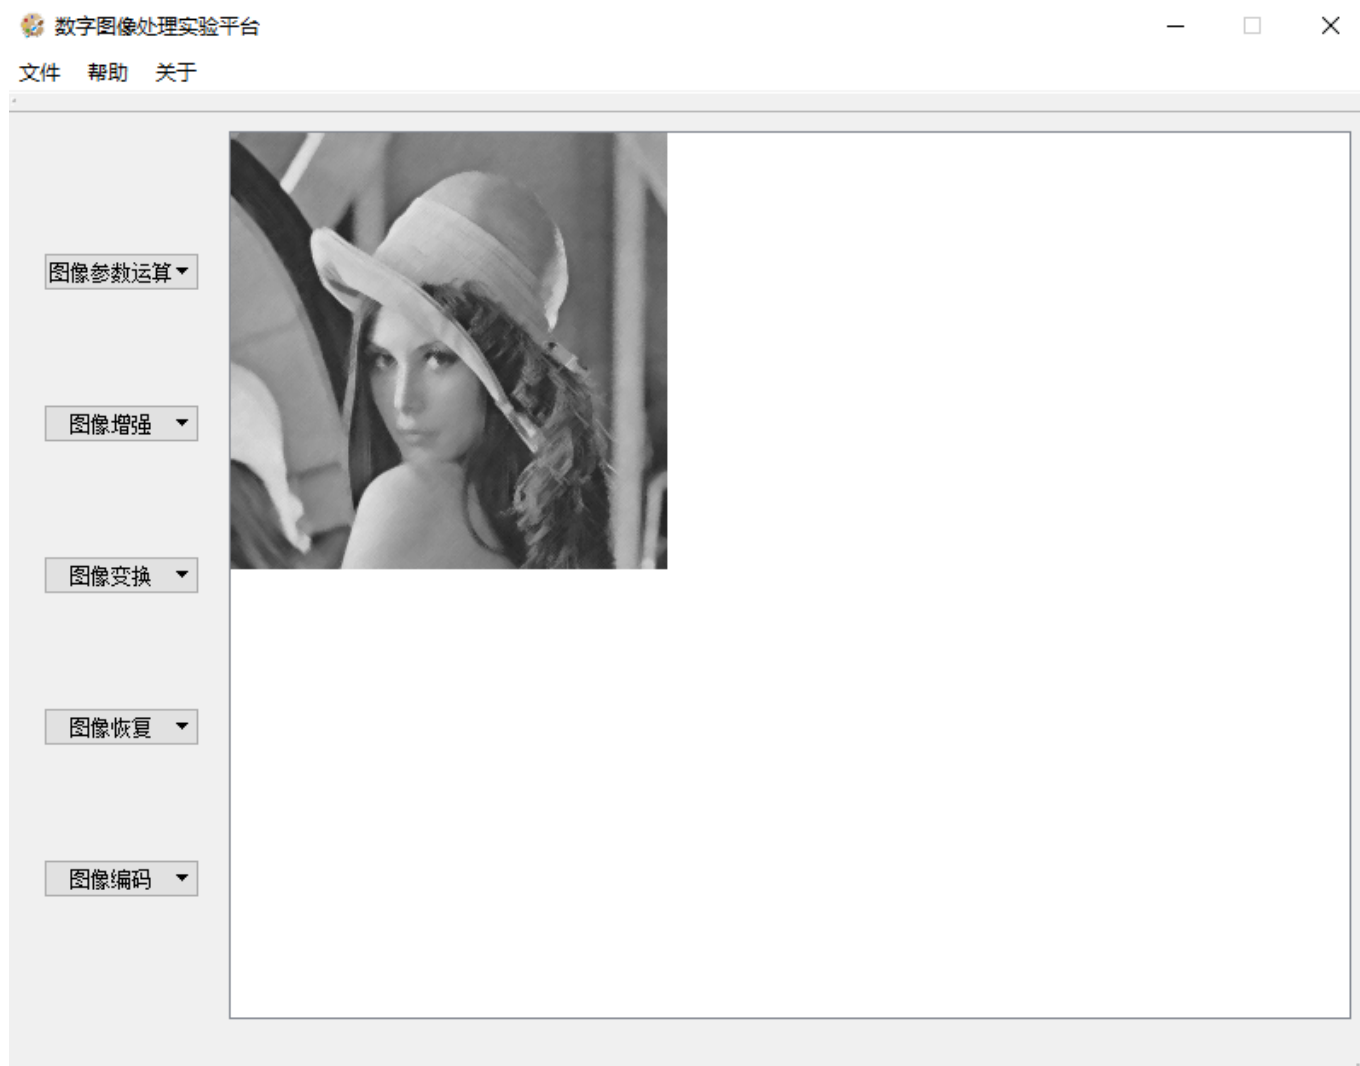 数字图像处理实验平台
文件 帮助 关于
图像参数运算
图像增强
图像变换
图像恢复
图像编码